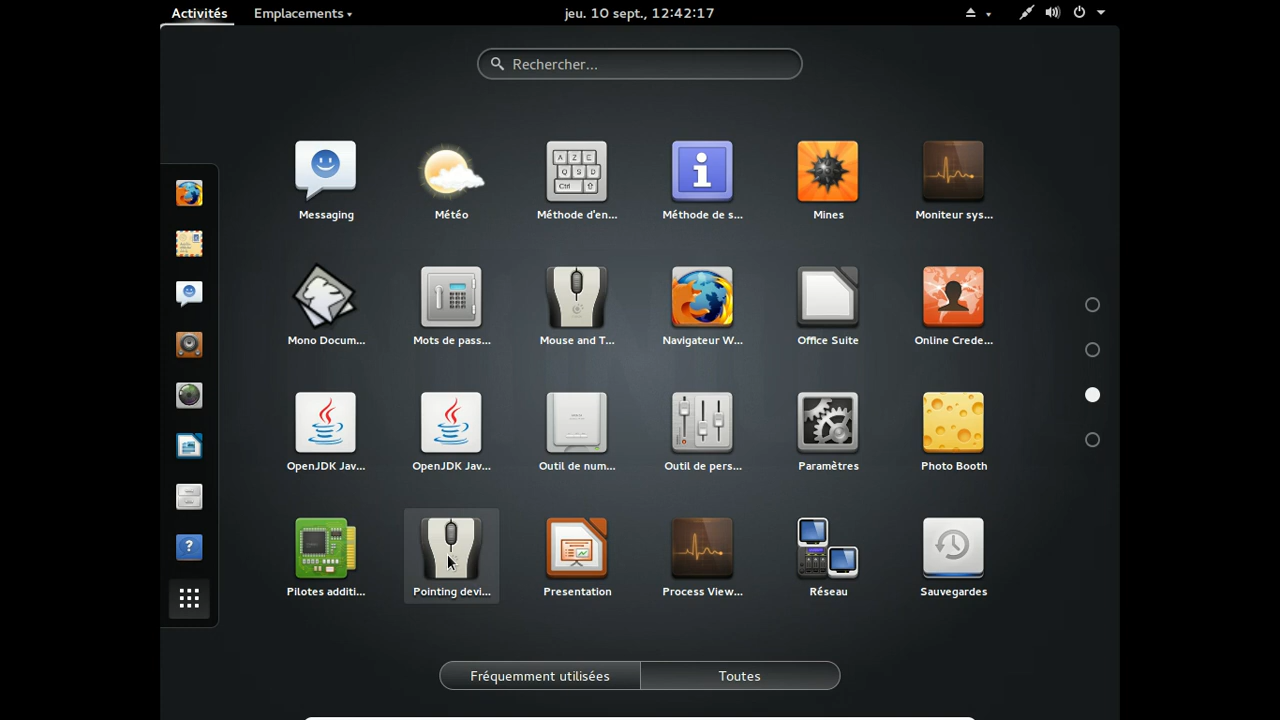 Activités Emplacements jeu. 10 sept., 12:42:17
Rechercher...
Messaging Météo Méthode d'en... Méthode de s... Mines Moniteur sys...
Mono Docum... Mots de pass... Mouse and T... Navigateur W... Office Suite Online Crede...
OpenJDK Jav... OpenJDK Jav... Outil de num... Outil de pers... Paramètres Photo Booth
Pilotes additi... Pointing devi... Presentation Process View... Réseau Sauvegardes
Fréquemment utilisées Toutes